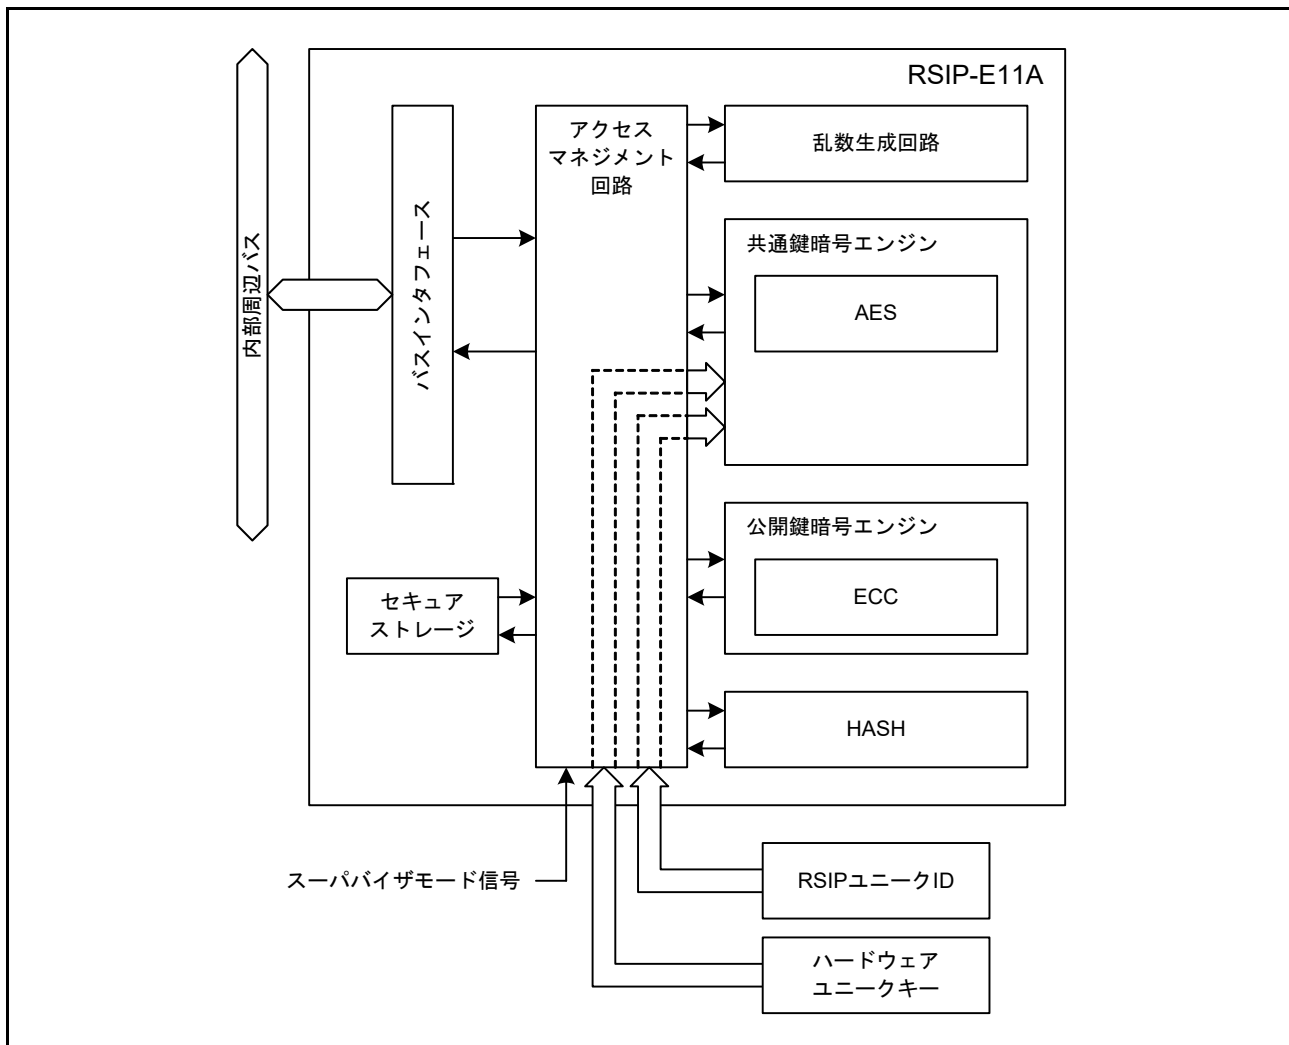 RSIP-E11A
内部周辺バス
バスインタフェース
アクセス
マネジメント
回路
乱数生成回路
共通鍵暗号エンジン
AES
公開鍵暗号エンジン
ECC
セキュア
ストレージ
HASH
スーパバイザモード信号
RSIPユニークID
ハードウェア
ユニークキー